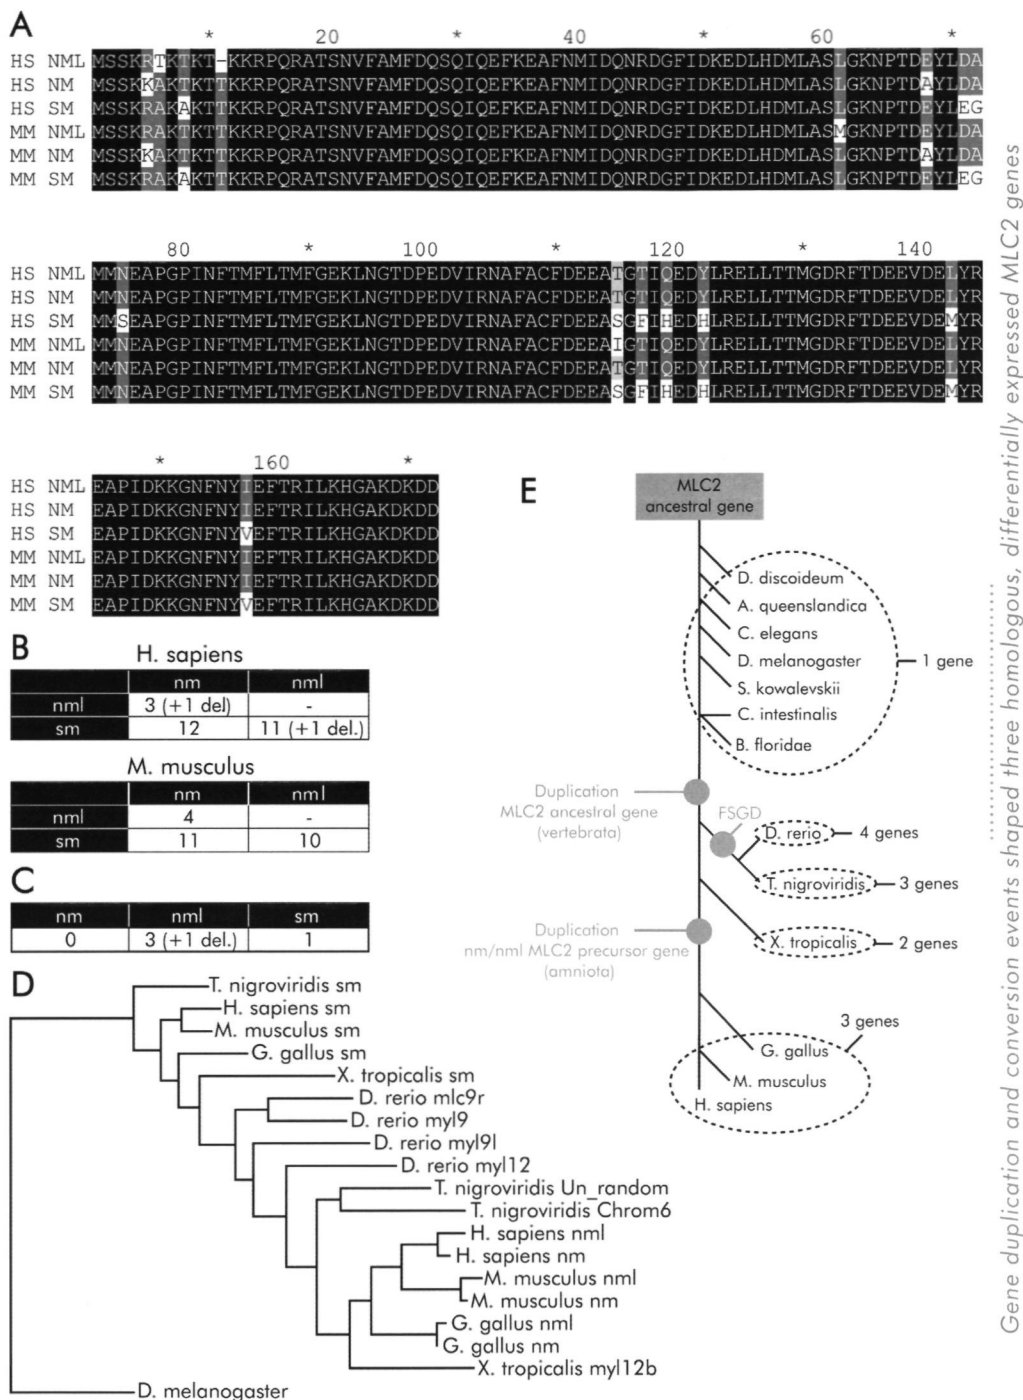 A
* 20 * 40 * 60 *
HS NML MSSKRTKTKT-KKRPQRATSNVFAMFDQSQIQEFKEAFNMIDQNRDGFIDKEDLHDMLASLGKNPTDEYLDA
HS NM MSSKKAKTKTTKKRPQRATSNVFAMFDQSQIQEFKEAFNMIDQNRDGFIDKEDLHDMLASLGKNPTDAYLDA
HS SM MSSKRAKAKTTKKRPQRATSNVFAMFDQSQIQEFKEAFNMIDQNRDGFIDKEDLHDMLASLGKNPTDEYLEG
MM NML MSSKRAKTKTTKKRPQRATSNVFAMFDQSQIQEFKEAFNMIDQNRDGFIDKEDLHDMLASMGKNPTDEYLDA
MM NM MSSKKAKTKTTKKRPQRATSNVFAMFDQSQIQEFKEAFNMIDQNRDGFIDKEDLHDMLASLGKNPTDAYLDA
MM SM MSSKRAKAKTTKKRPQRATSNVFAMFDQSQIQEFKEAFNMIDQNRDGFIDKEDLHDMLASLGKNPTDEYLEG
80 * 100 * 120 * 140
HS NML MMNEAPGPINFTMFLTMFGEKLNGTDPEDVIRNAFACFDEEATGTIQEDYLRELLTTMGDRFTDEEVDELYR
HS NM MMNEAPGPINFTMFLTMFGEKLNGTDPEDVIRNAFACFDEEATGTIQEDYLRELLTTMGDRFTDEEVDELYR
HS SM MMSEAPGPINFTMFLTMFGEKLNGTDPEDVIRNAFACFDEEASGFIHEDHLRELLTTMGDRFTDEEVDEMYR
MM NML MMNEAPGPINFTMFLTMFGEKLNGTDPEDVIRNAFACFDEEAIGTIQEDYLRELLTTMGDRFTDEEVDELYR
MM NM MMNEAPGPINFTMFLTMFGEKLNGTDPEDVIRNAFACFDEEATGTIQEDYLRELLTTMGDRFTDEEVDELYR
MM SM MMNEAPGPINFTMFLTMFGEKLNGTDPEDVIRNAFACFDEEASGFIHEDHLRELLTTMGDRFTDEEVDEMYR
* 160 *
HS NML EAPIDKKGNFNYIEFTRILKHGAKDKDD
HS NM EAPIDKKGNFNYIEFTRILKHGAKDKDD
HS SM EAPIDKKGNFNYVEFTRILKHGAKDKDD
MM NML EAPIDKKGNFNYIEFTRILKHGAKDKDD
MM NM EAPIDKKGNFNYIEFTRILKHGAKDKDD
MM SM EAPIDKKGNFNYVEFTRILKHGAKDKDD
B
H. sapiens
nm nml
nml 3 (+1 del) -
sm 12 11 (+1 del.)
M. musculus
nm nml
nml 4 -
sm 11 10
C
nm nml sm
0 3 (+1 del.) 1
D
T. nigroviridis sm
H. sapiens sm
M. musculus sm
G. gallus sm
X. tropicalis sm
D. rerio mlc9r
D. rerio myl9
D. rerio myl9l
D. rerio myl12
T. nigroviridis Un_random
T. nigroviridis Chrom6
H. sapiens nml
H. sapiens nm
M. musculus nml
M. musculus nm
G. gallus nml
G. gallus nm
X. tropicalis myl12b
D. melanogaster
E
MLC2
ancestral gene
D. discoideum
A. queenslandica
C. elegans
D. melanogaster
1 gene
S. kowalevskii
C. intestinalis
B. floridae
Duplication
MLC2 ancestral gene
(vertebrata)
FSGD
D. rerio
4 genes
T. nigroviridis
3 genes
X. tropicalis
2 genes
Duplication
nm/nml MLC2 precursor gene
(amniota)
3 genes
G. gallus
M. musculus
H. sapiens
Gene duplication and conversion events shaped three homologous, differentially expressed MLC2 genes